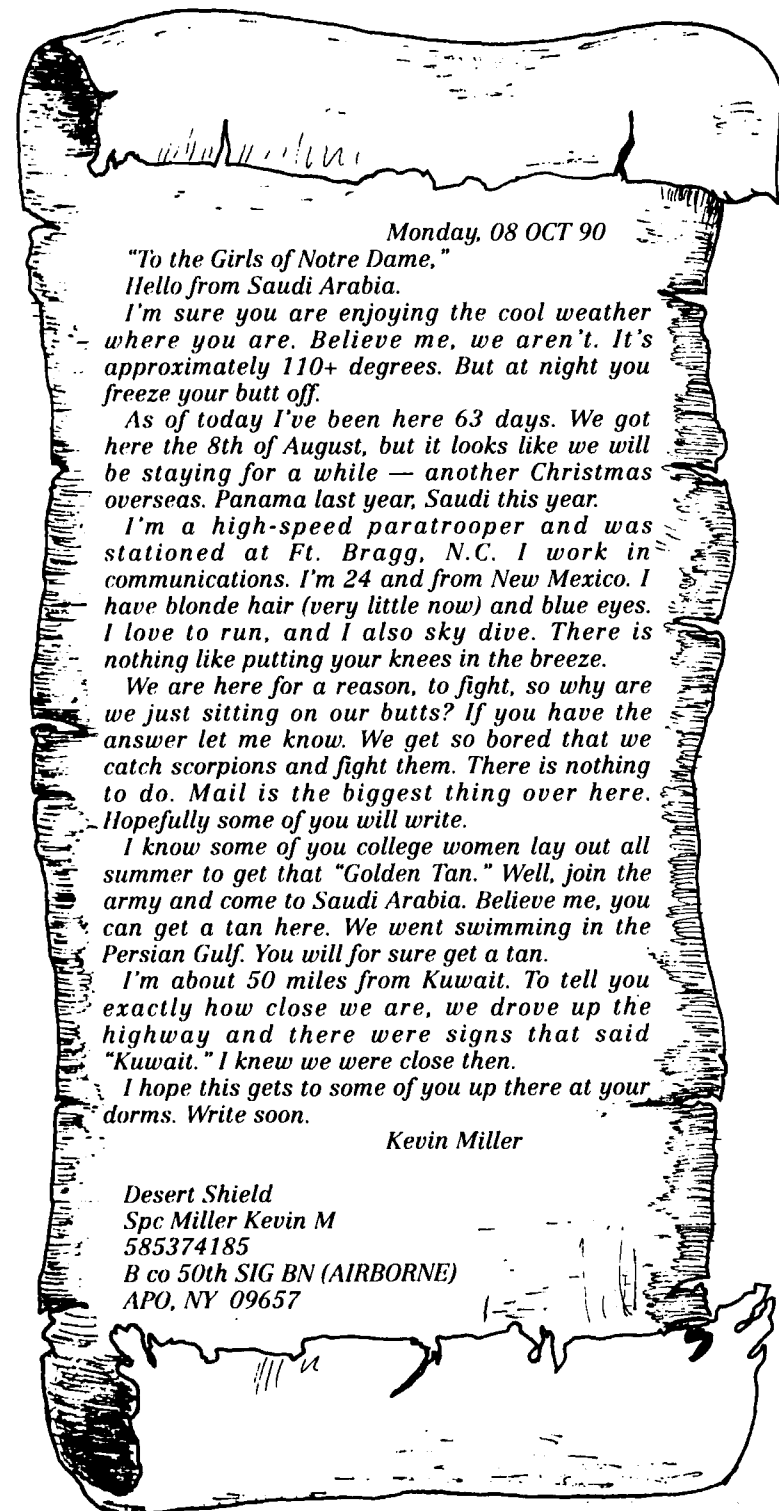 Monday, 08 OCT 90
"To the Girls of Notre Dame,"
Hello from Saudi Arabia.
I'm sure you are enjoying the cool weather
where you are. Believe me, we aren't. It's
approximately 110+ degrees. But at night you
freeze your butt off.
As of today I've been here 63 days. We got
here the 8th of August, but it looks like we will
be staying for a while — another Christmas
overseas. Panama last year, Saudi this year.
I'm a high-speed paratrooper and was
stationed at Ft. Bragg, N.C. I work in
communications. I'm 24 and from New Mexico. I
have blonde hair (very little now) and blue eyes.
I love to run, and I also sky dive. There is
nothing like putting your knees in the breeze.
We are here for a reason, to fight, so why are
we just sitting on our butts? If you have the
answer let me know. We get so bored that we
catch scorpions and fight them. There is nothing
to do. Mail is the biggest thing over here.
Hopefully some of you will write.
I know some of you college women lay out all
summer to get that "Golden Tan." Well, join the
army and come to Saudi Arabia. Believe me, you
can get a tan here. We went swimming in the
Persian Gulf. You will for sure get a tan.
I'm about 50 miles from Kuwait. To tell you
exactly how close we are, we drove up the
highway and there were signs that said
"Kuwait." I knew we were close then.
I hope this gets to some of you up there at your
dorms. Write soon.
Kevin Miller
Desert Shield
Spc Miller Kevin M
585374185
B co 50th SIG BN (AIRBORNE)
APO, NY 09657